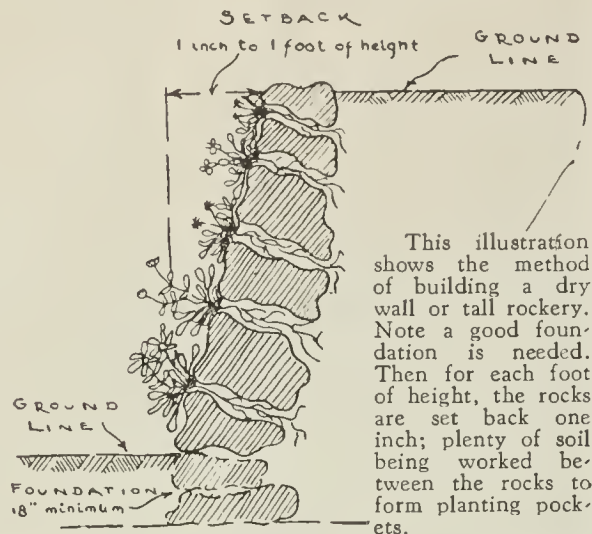 SETBACK
1 inch to 1 foot of height
GROUND
LINE
This illustration
shows the method
of building a dry
wall or tall rockery.
Note a good foun-
dation is needed.
Then for each foot
of height, the rocks
are set back one
inch; plenty of soil
being worked be-
tween the rocks to
form planting pock-
ets.
GROUND
LINE
FOUNDATION
18" minimum